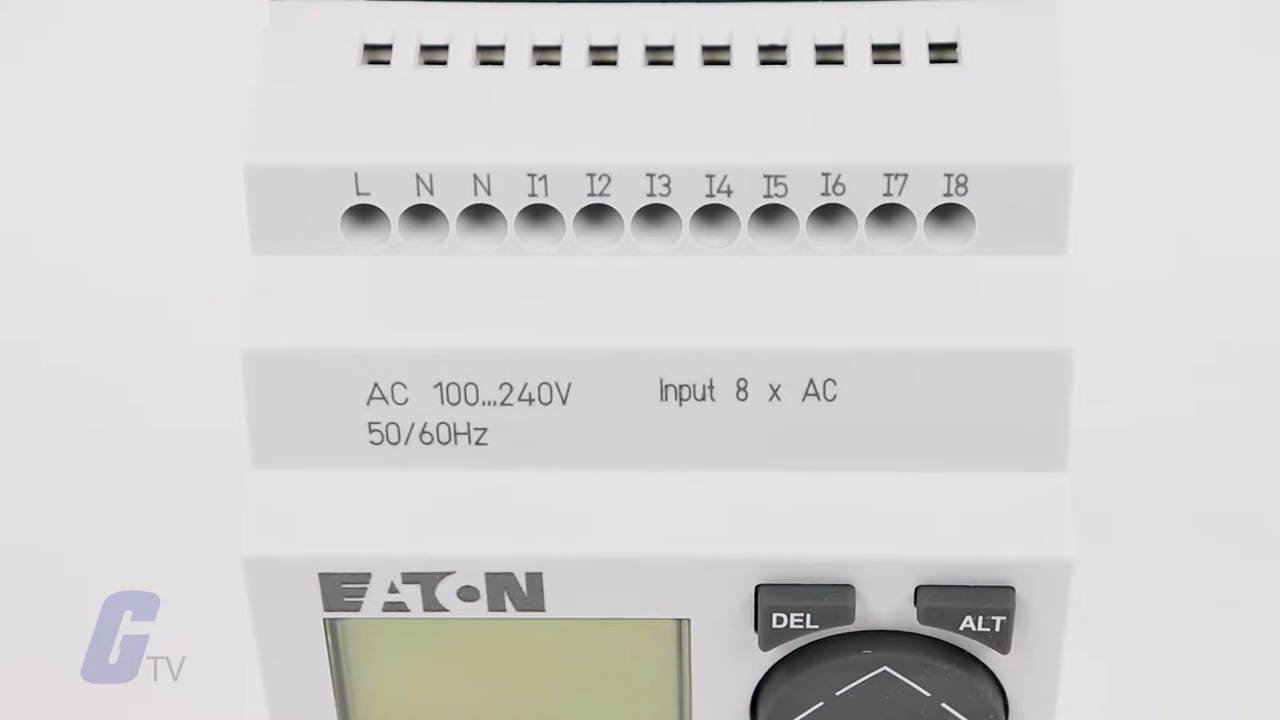 L N N I1 I2 I3 I4 I5 I6 I7 I8
AC 100...240V Input 8 x AC
50/60Hz
EATON
DEL ALT
G TV